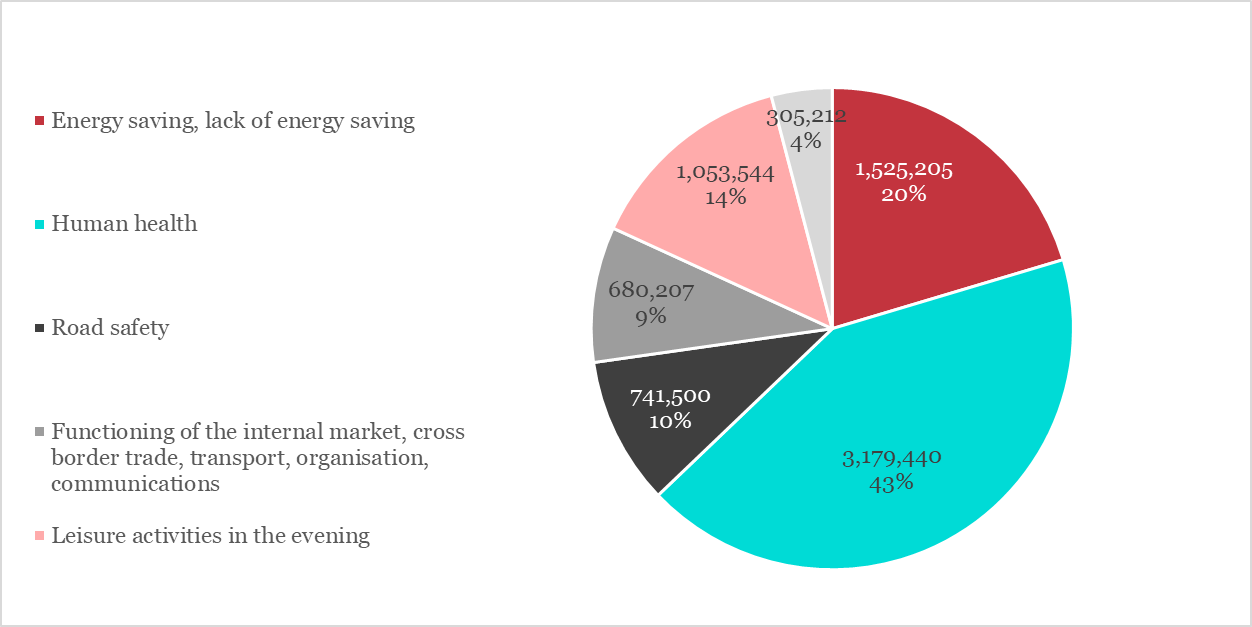 Energy saving, lack of energy saving
Human health
Road safety
Functioning of the internal market, cross
border trade, transport, organisation,
communications
Leisure activities in the evening
305,212
4%
1,525,205
20%
1,053,544
14%
680,207
9%
741,500
10%
3,179,440
43%